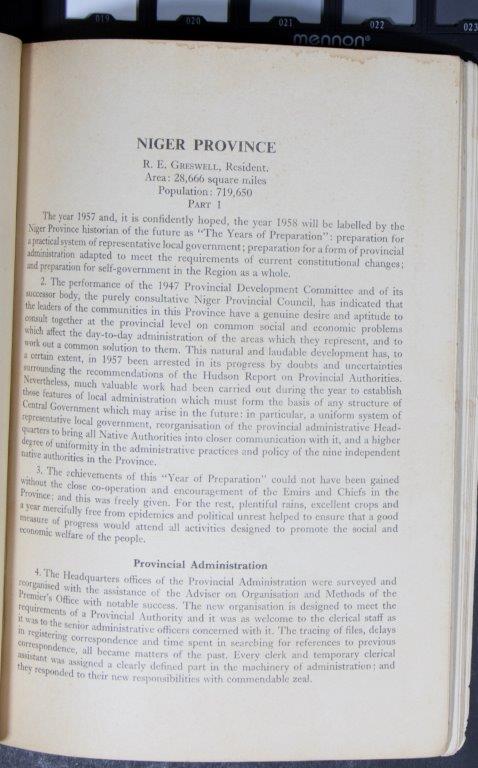 019
020
021
022
023
mennon®
NIGER PROVINCE
R. E. GRESWELL, Resident.
Area: 28,666 square miles
Population: 719,650
PART 1
The year 1957 and, it is confidently hoped, the year 1958 will be labelled by the
Niger Province historian of the future as "The Years of Preparation": preparation for
a practical system of representative local government; preparation for a form of provincial
administration adapted to meet the requirements of current constitutional changes;
and preparation for self-government in the Region as a whole.
2. The performance of the 1947 Provincial Development Committee and of its
successor body, the purely consultative Niger Provincial Council, has indicated that
the leaders of the communities in this Province have a genuine desire and aptitude to
consult together at the provincial level on common social and economic problems
which affect the day-to-day administration of the areas which they represent, and to
work out a common solution to them. This natural and laudable development has, to
a certain extent, in 1957 been arrested in its progress by doubts and uncertainties
surrounding the recommendations of the Hudson Report on Provincial Authorities.
Nevertheless, much valuable work had been carried out during the year to establish
those features of local administration which must form the basis of any structure of
Central Government which may arise in the future: in particular, a uniform system of
representative local government, reorganisation of the provincial administrative Head-
quarters to bring all Native Authorities into closer communication with it, and a higher
degree of uniformity in the administrative practices and policy of the nine independent
native authorities in the Province.
3. The achievements of this "Year of Preparation" could not have been gained
without the close co-operation and encouragement of the Emirs and Chiefs in the
Province; and this was freely given. For the rest, plentiful rains, excellent crops and
a year mercifully free from epidemics and political unrest helped to ensure that a good
measure of progress would attend all activities designed to promote the social and
economic welfare of the people.
Provincial Administration
4. The Headquarters offices of the Provincial Administration were surveyed and
reorganised with the assistance of the Adviser on Organisation and Methods of the
Premier's Office with notable success. The new organisation is designed to meet the
requirements of a Provincial Authority and it was as welcome to the clerical staff as
it was to the senior administrative officers concerned with it. The tracing of files, delays
in registering correspondence and time spent in searching for references to previous
correspondence, all became matters of the past. Every clerk and temporary clerical
assistant was assigned a clearly defined part in the machinery of administration; and
they responded to their new responsibilities with commendable zeal.